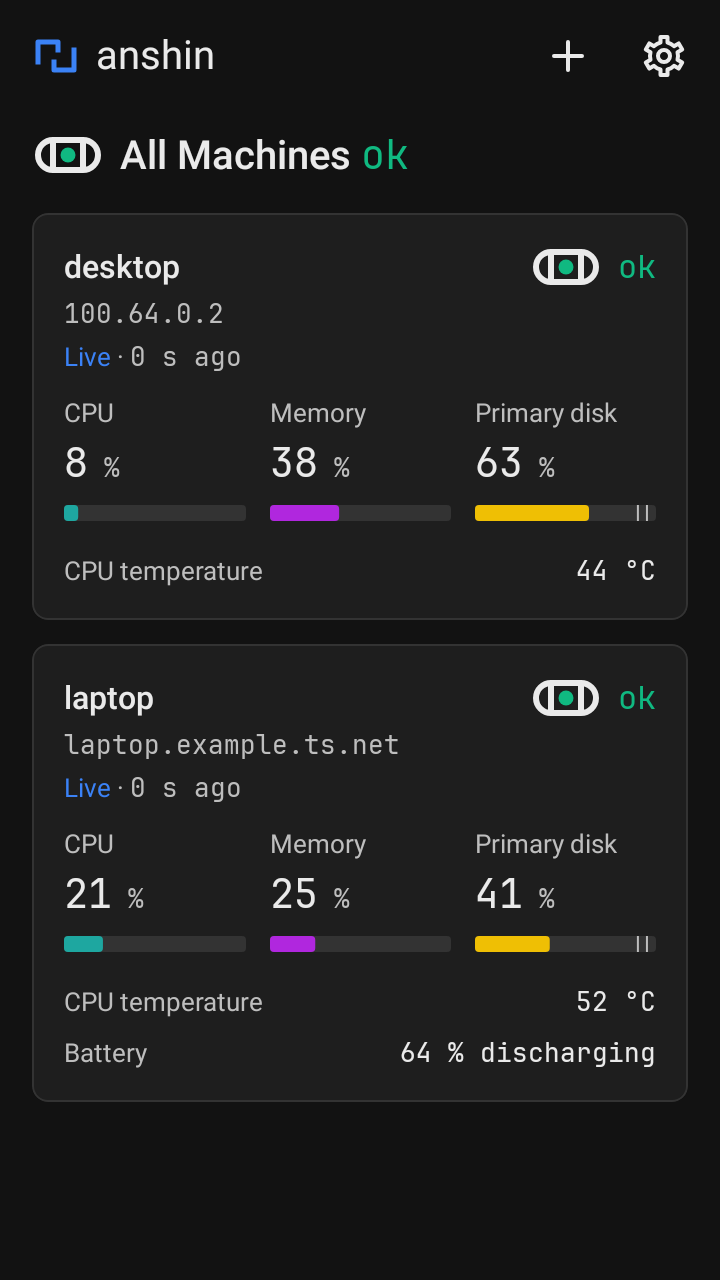 anshin
All Machines ok
desktop ok
100.64.0.2
Live · 0 s ago
CPU Memory Primary disk
8 % 38 % 63 %
CPU temperature 44 °C
laptop ok
laptop.example.ts.net
Live · 0 s ago
CPU Memory Primary disk
21 % 25 % 41 %
CPU temperature 52 °C
Battery 64 % discharging